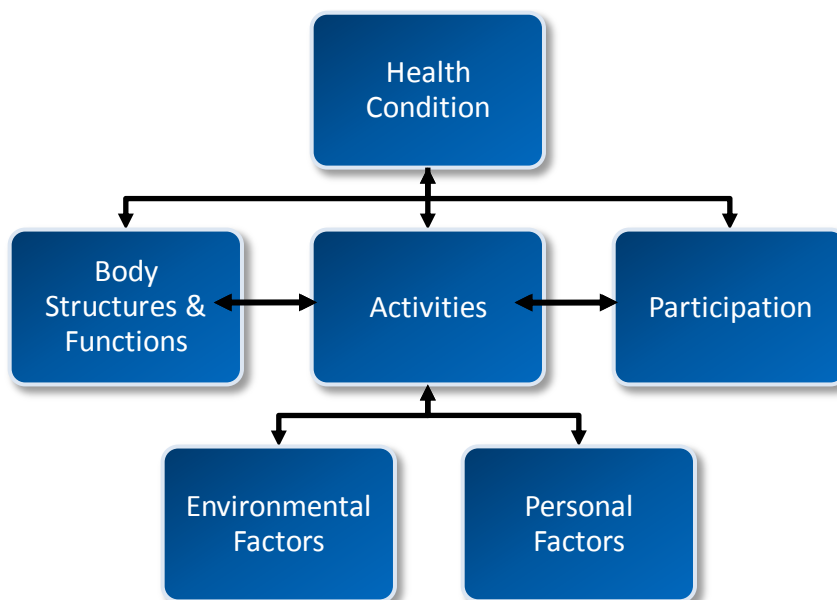 Health
Condition
Body
Structures &
Functions
Activities
Participation
Environmental
Factors
Personal
Factors